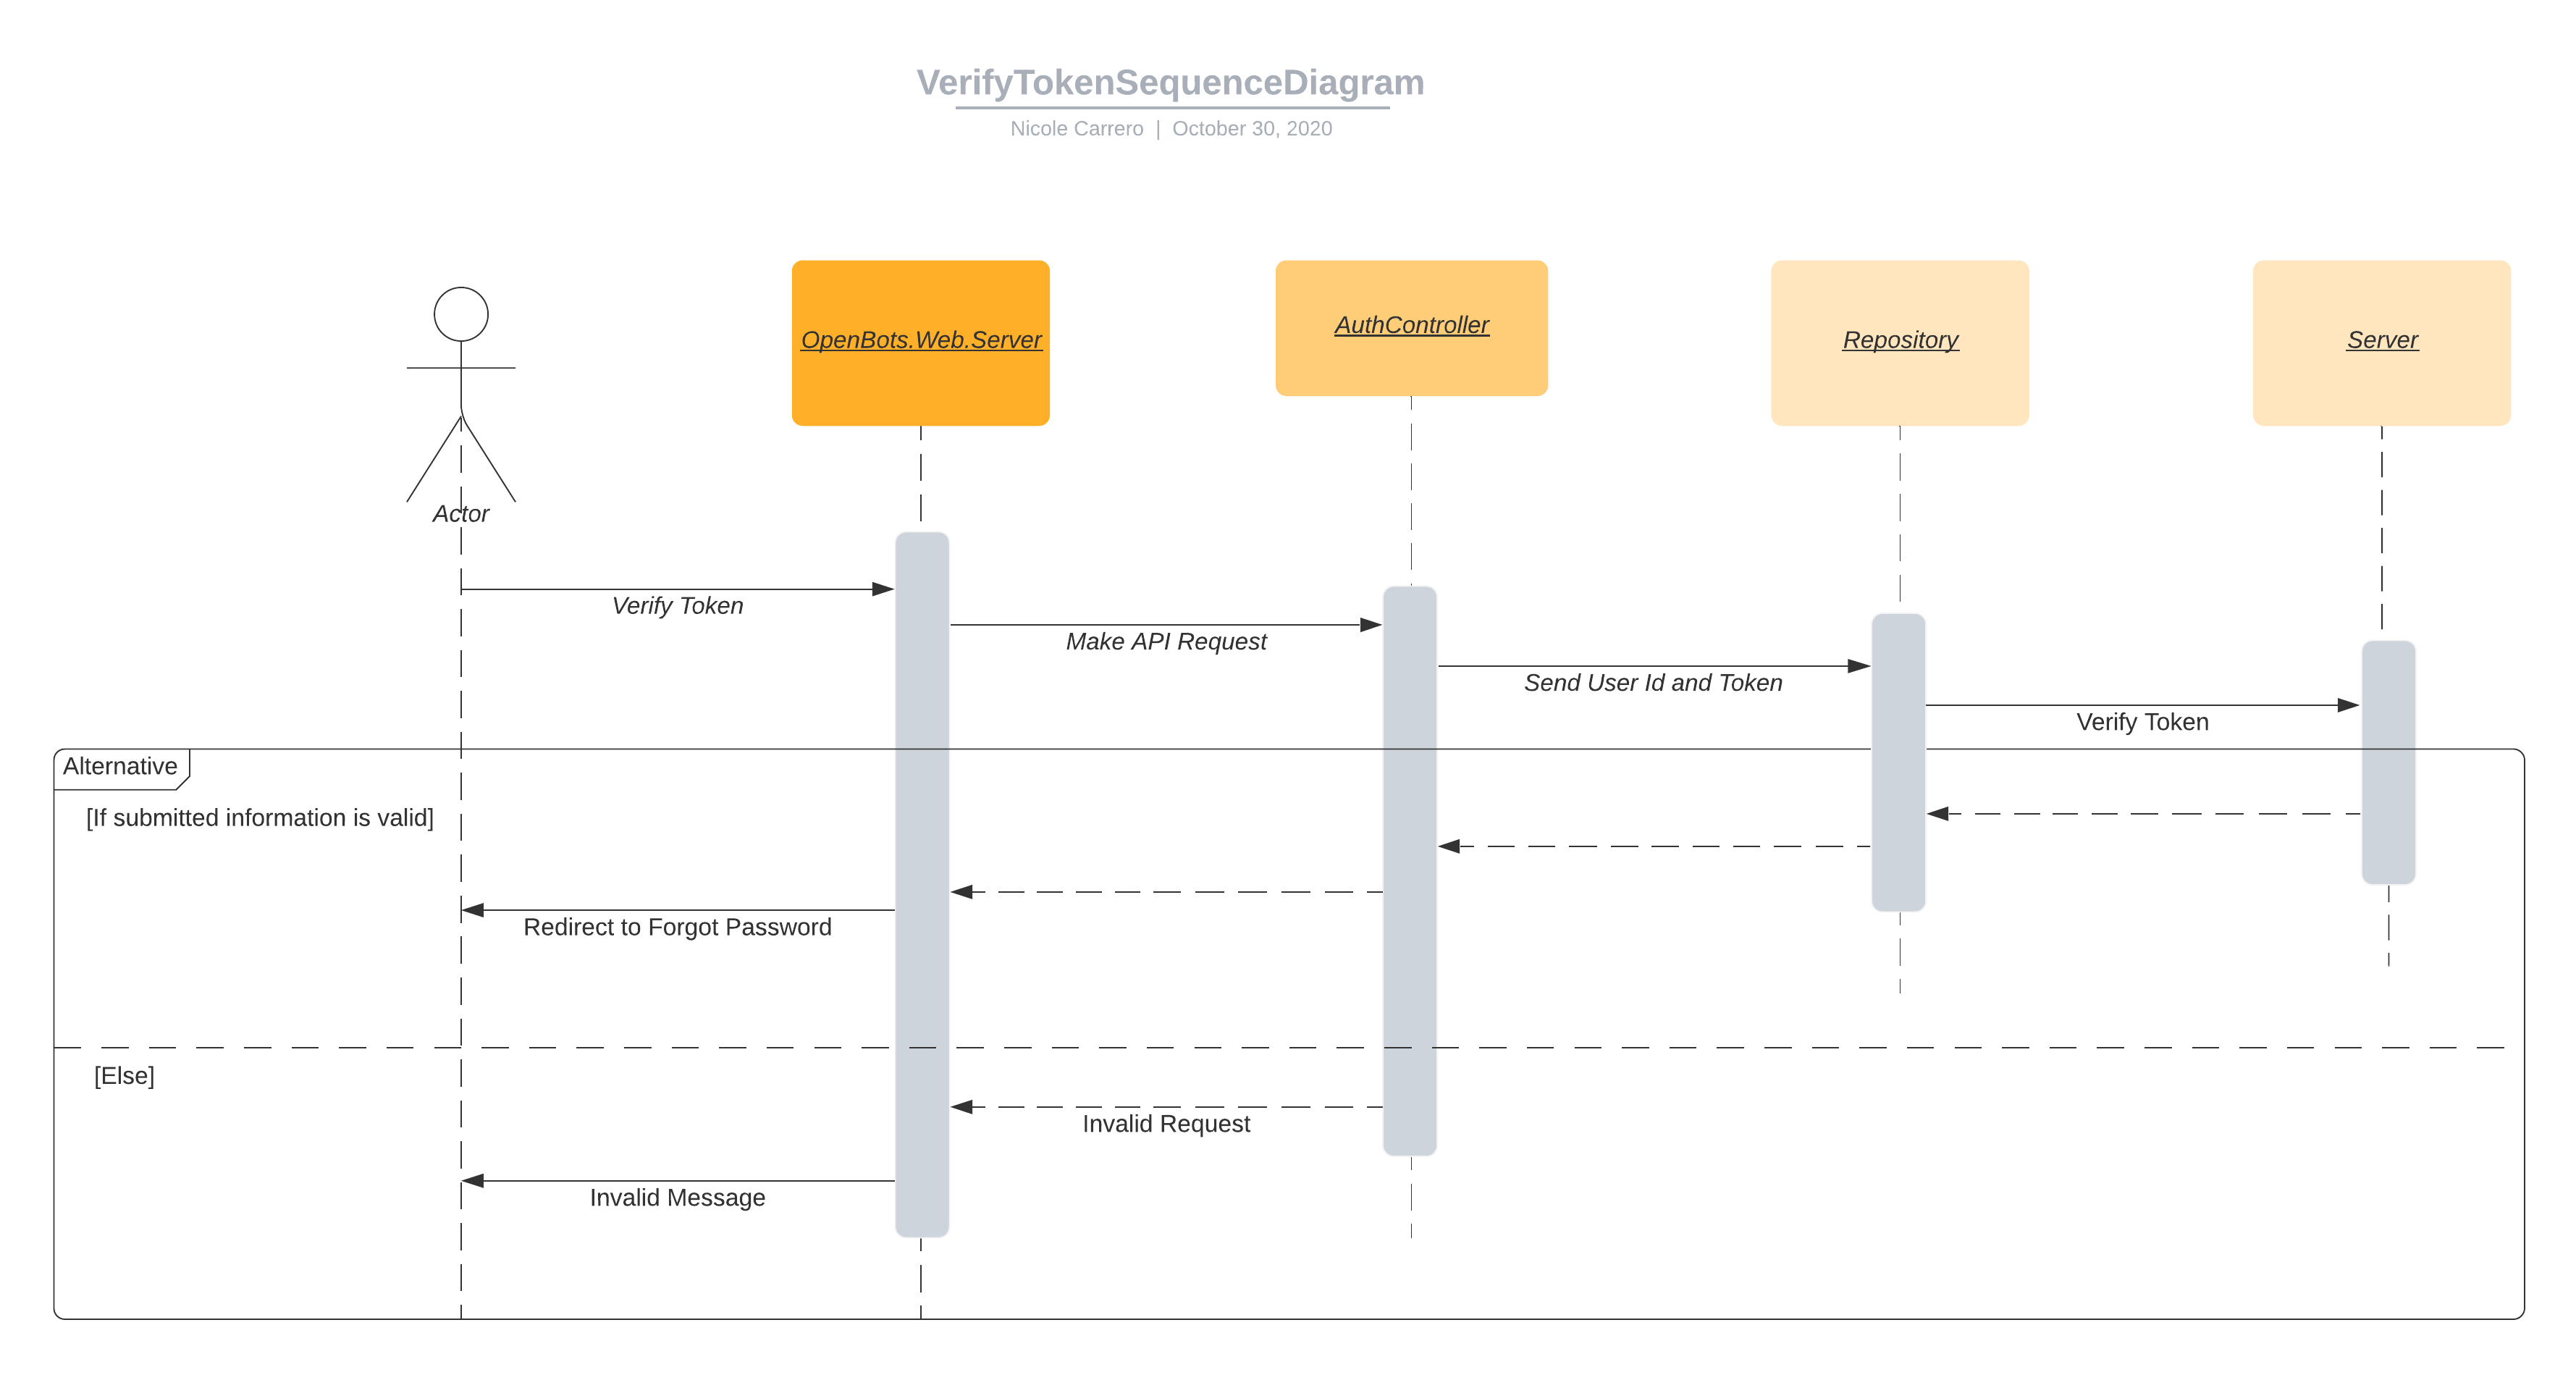 VerifyTokenSequenceDiagram
Nicole Carrero | October 30, 2020
OpenBots.Web.Server
AuthController
Repository
Server
Actor
Verify Token
Make API Request
Send User Id and Token
Verify Token
Alternative
[If submitted information is valid]
Redirect to Forgot Password
[Else]
Invalid Request
Invalid Message